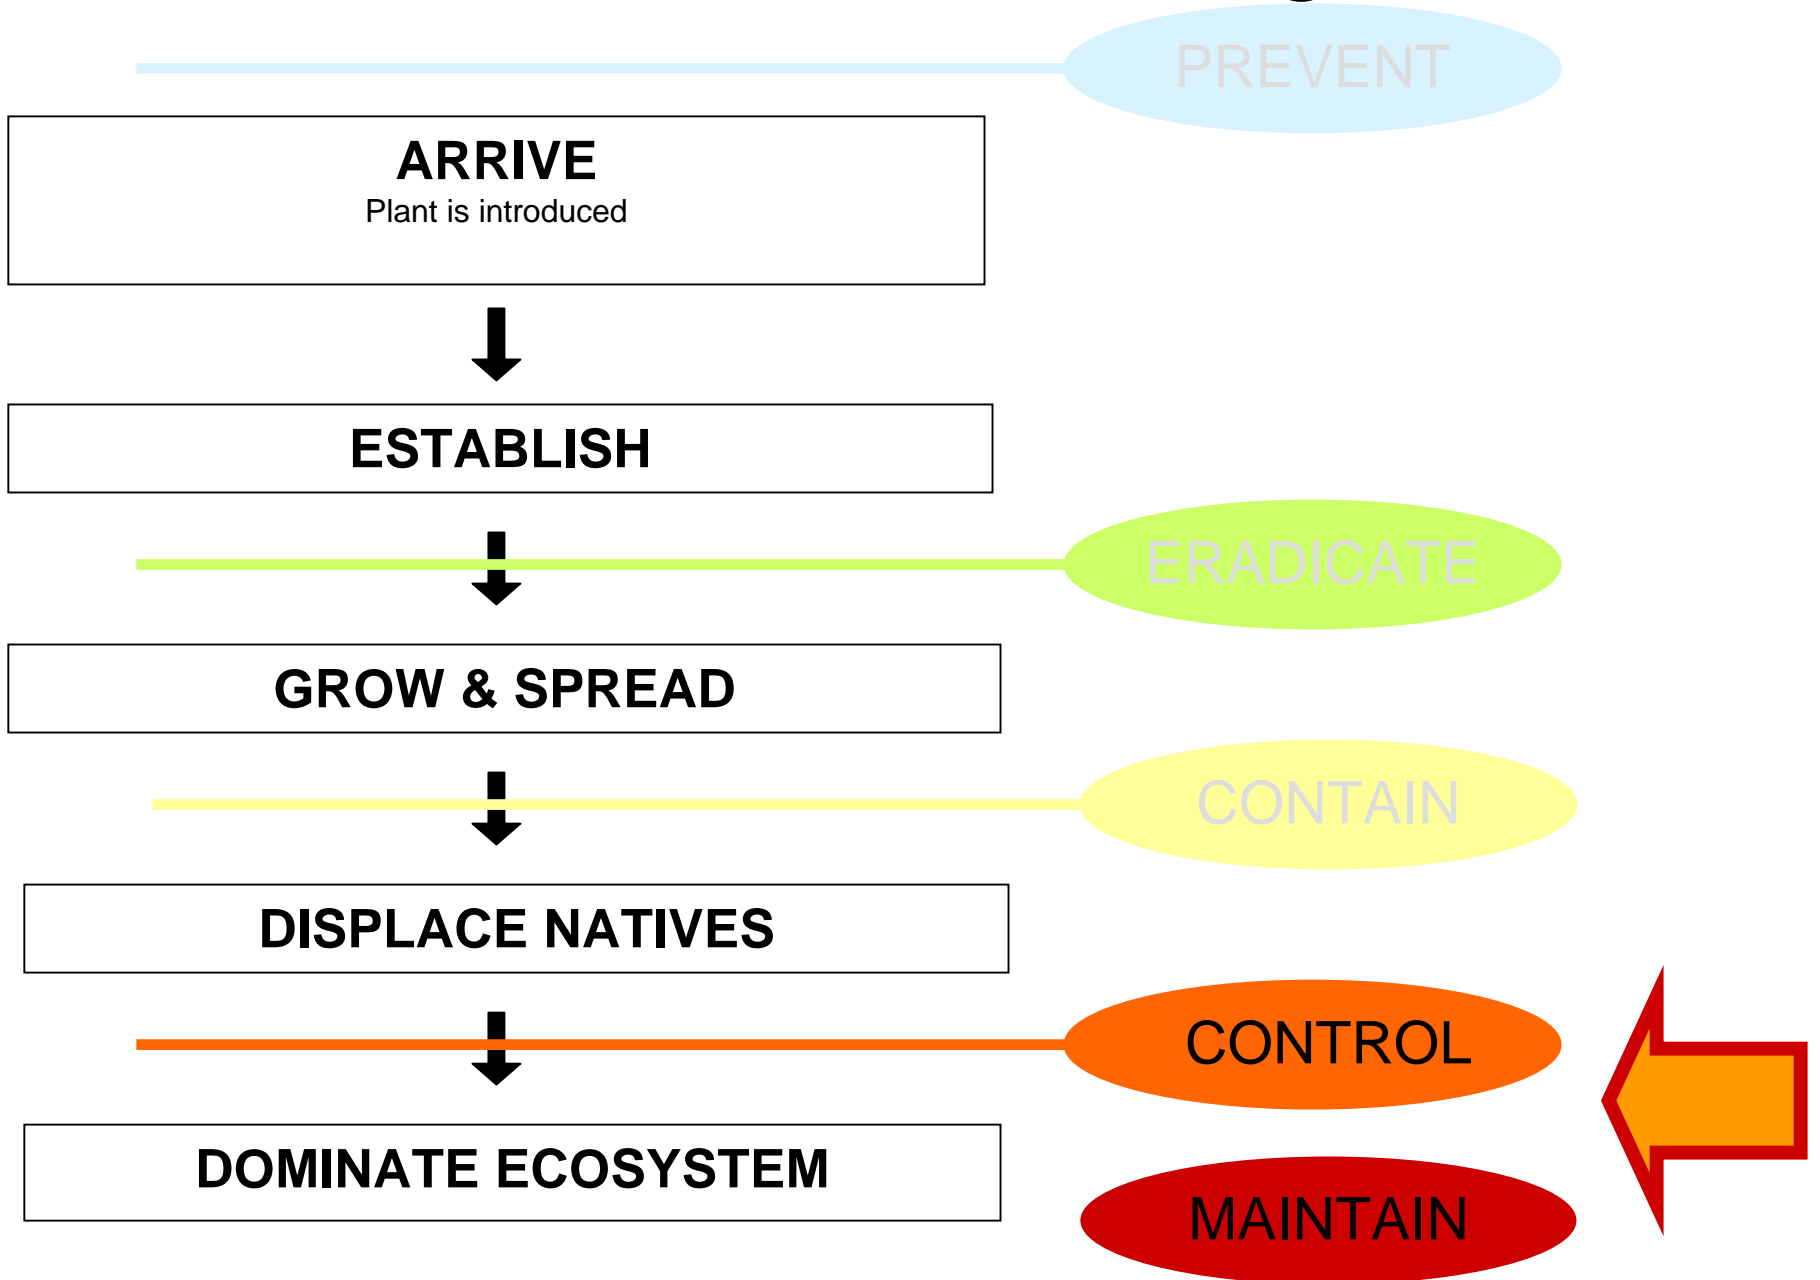 PREVENT
ARRIVE
Plant is introduced
ESTABLISH
ERADICATE
GROW & SPREAD
CONTAIN
DISPLACE NATIVES
CONTROL
DOMINATE ECOSYSTEM
MAINTAIN